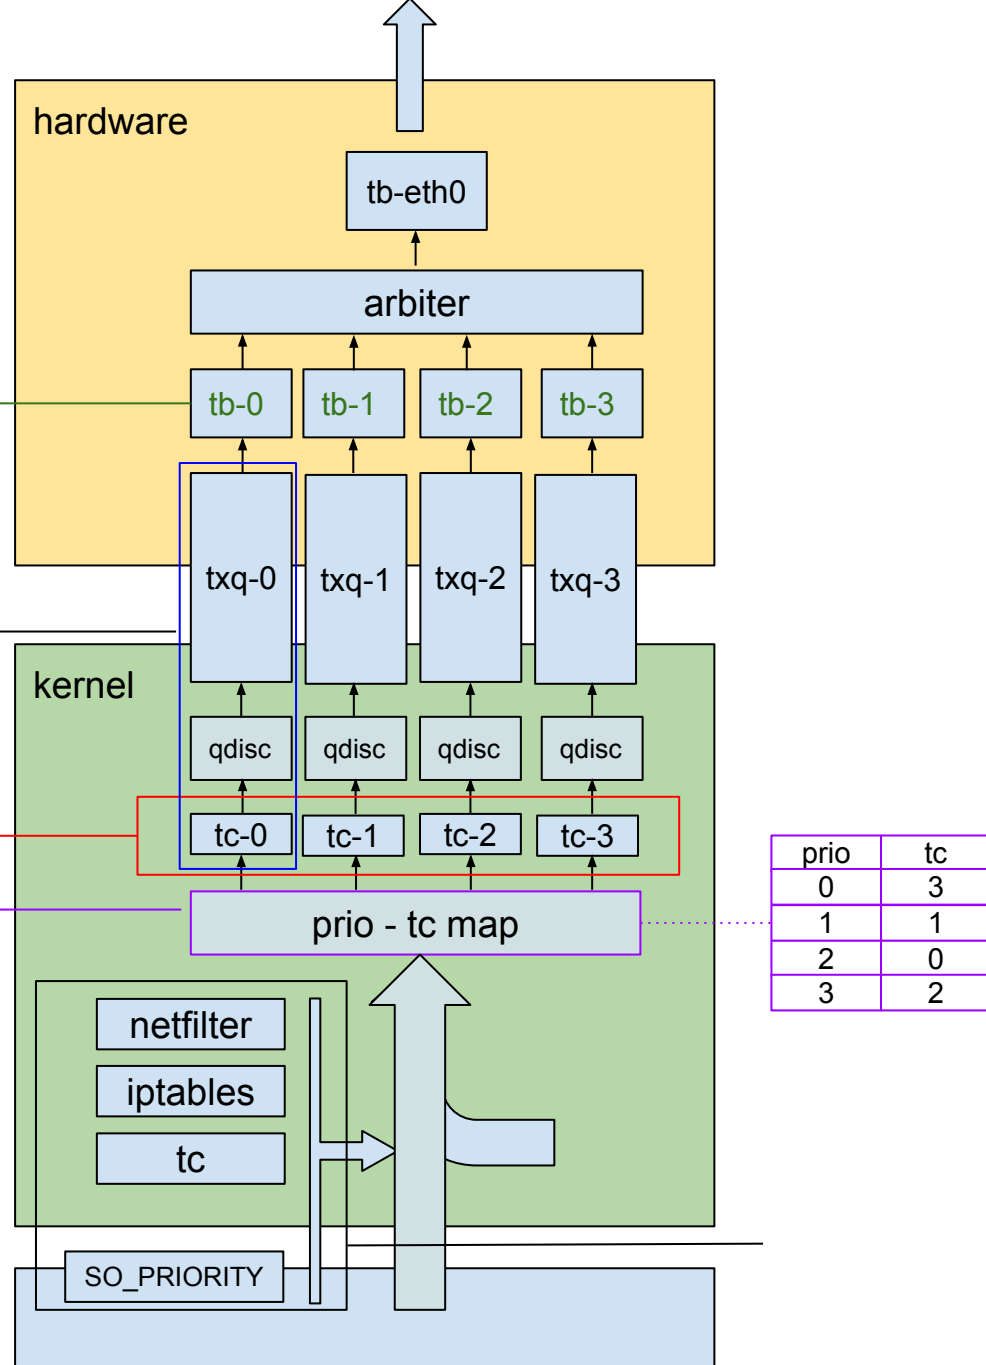 hardware
tb-eth0
arbiter
tb-0 tb-1 tb-2 tb-3
txq-0 txq-1 txq-2 txq-3
kernel
qdisc qdisc qdisc qdisc
tc-0 tc-1 tc-2 tc-3
prio - tc map
prio tc
0 3
1 1
2 0
3 2
netfilter
iptables
tc
SO_PRIORITY